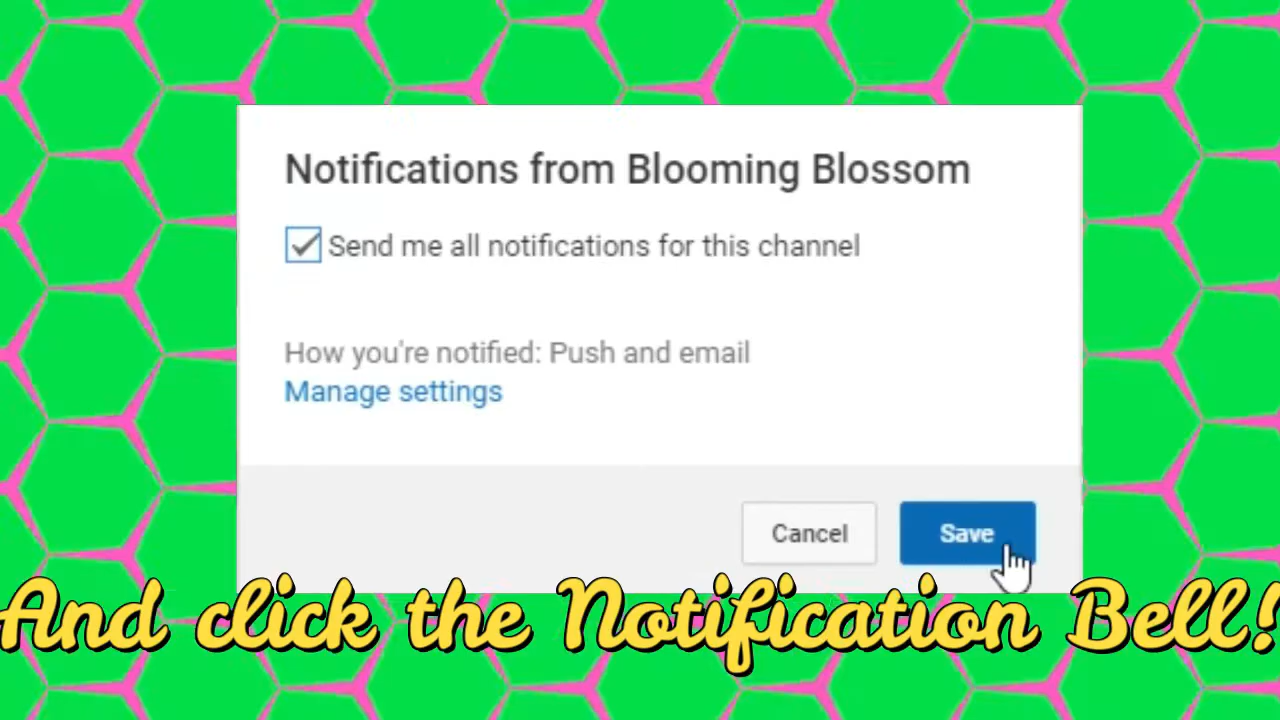 Notifications from Blooming Blossom
Send me all notifications for this channel
How you're notified: Push and email
Manage settings
Cancel Save
And click the Notification Bell!